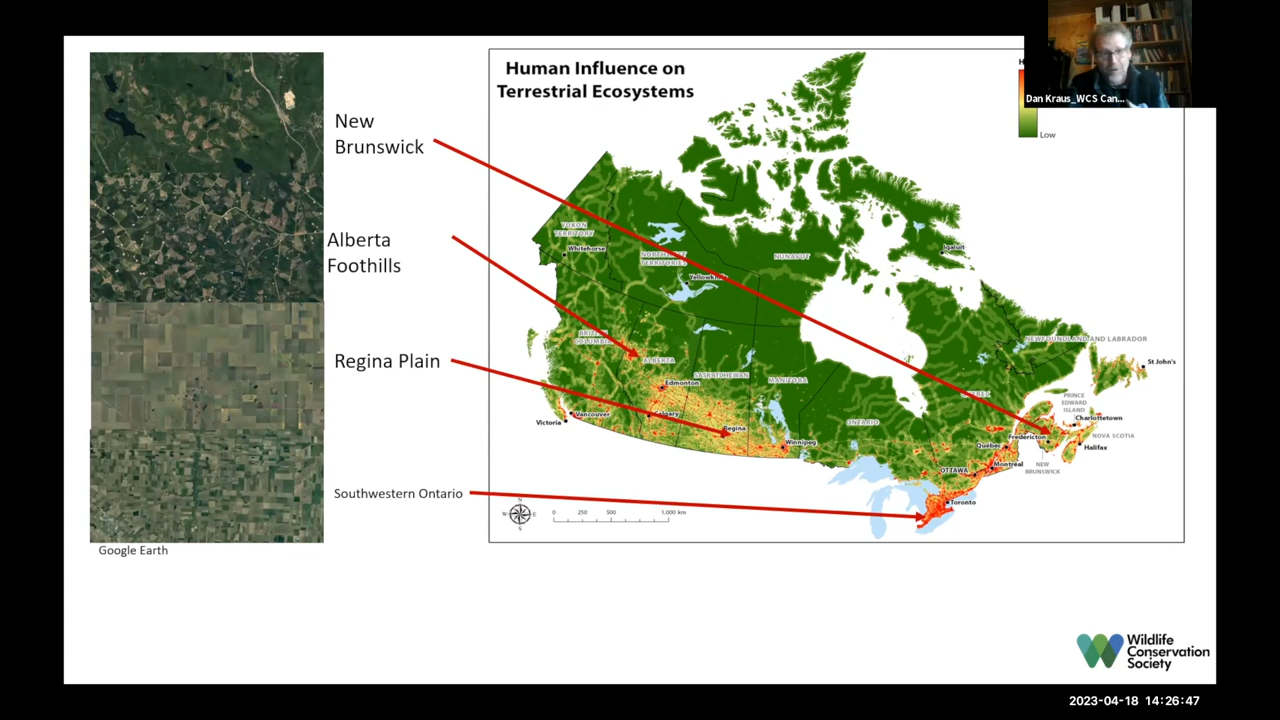 Human Influence on
Terrestrial Ecosystems
Dan Kraus_WCS Can...
Low
New
Brunswick
Alberta
Foothills
Regina Plain
Southwestern Ontario
Google Earth
YUKON
TERRITORY
Whitehorse
NORTHWEST
TERRITORIES
Yellowknife
NUNAVUT
Iqaluit
BRITISH
COLUMBIA
ALBERTA
Edmonton
SASKATCHEWAN
MANITOBA
Calgary
Regina
Vancouver
Victoria
Winnipeg
ONTARIO
QUEBEC
NEWFOUNDLAND AND LABRADOR
St John's
PRINCE
EDWARD
ISLAND
Charlottetown
Fredericton
NOVA SCOTIA
Halifax
Québec
NEW
BRUNSWICK
Montréal
OTTAWA
Toronto
N
W
E
S
0 250 500 1,000 km
Wildlife
Conservation
Society
2023-04-18 14:26:47